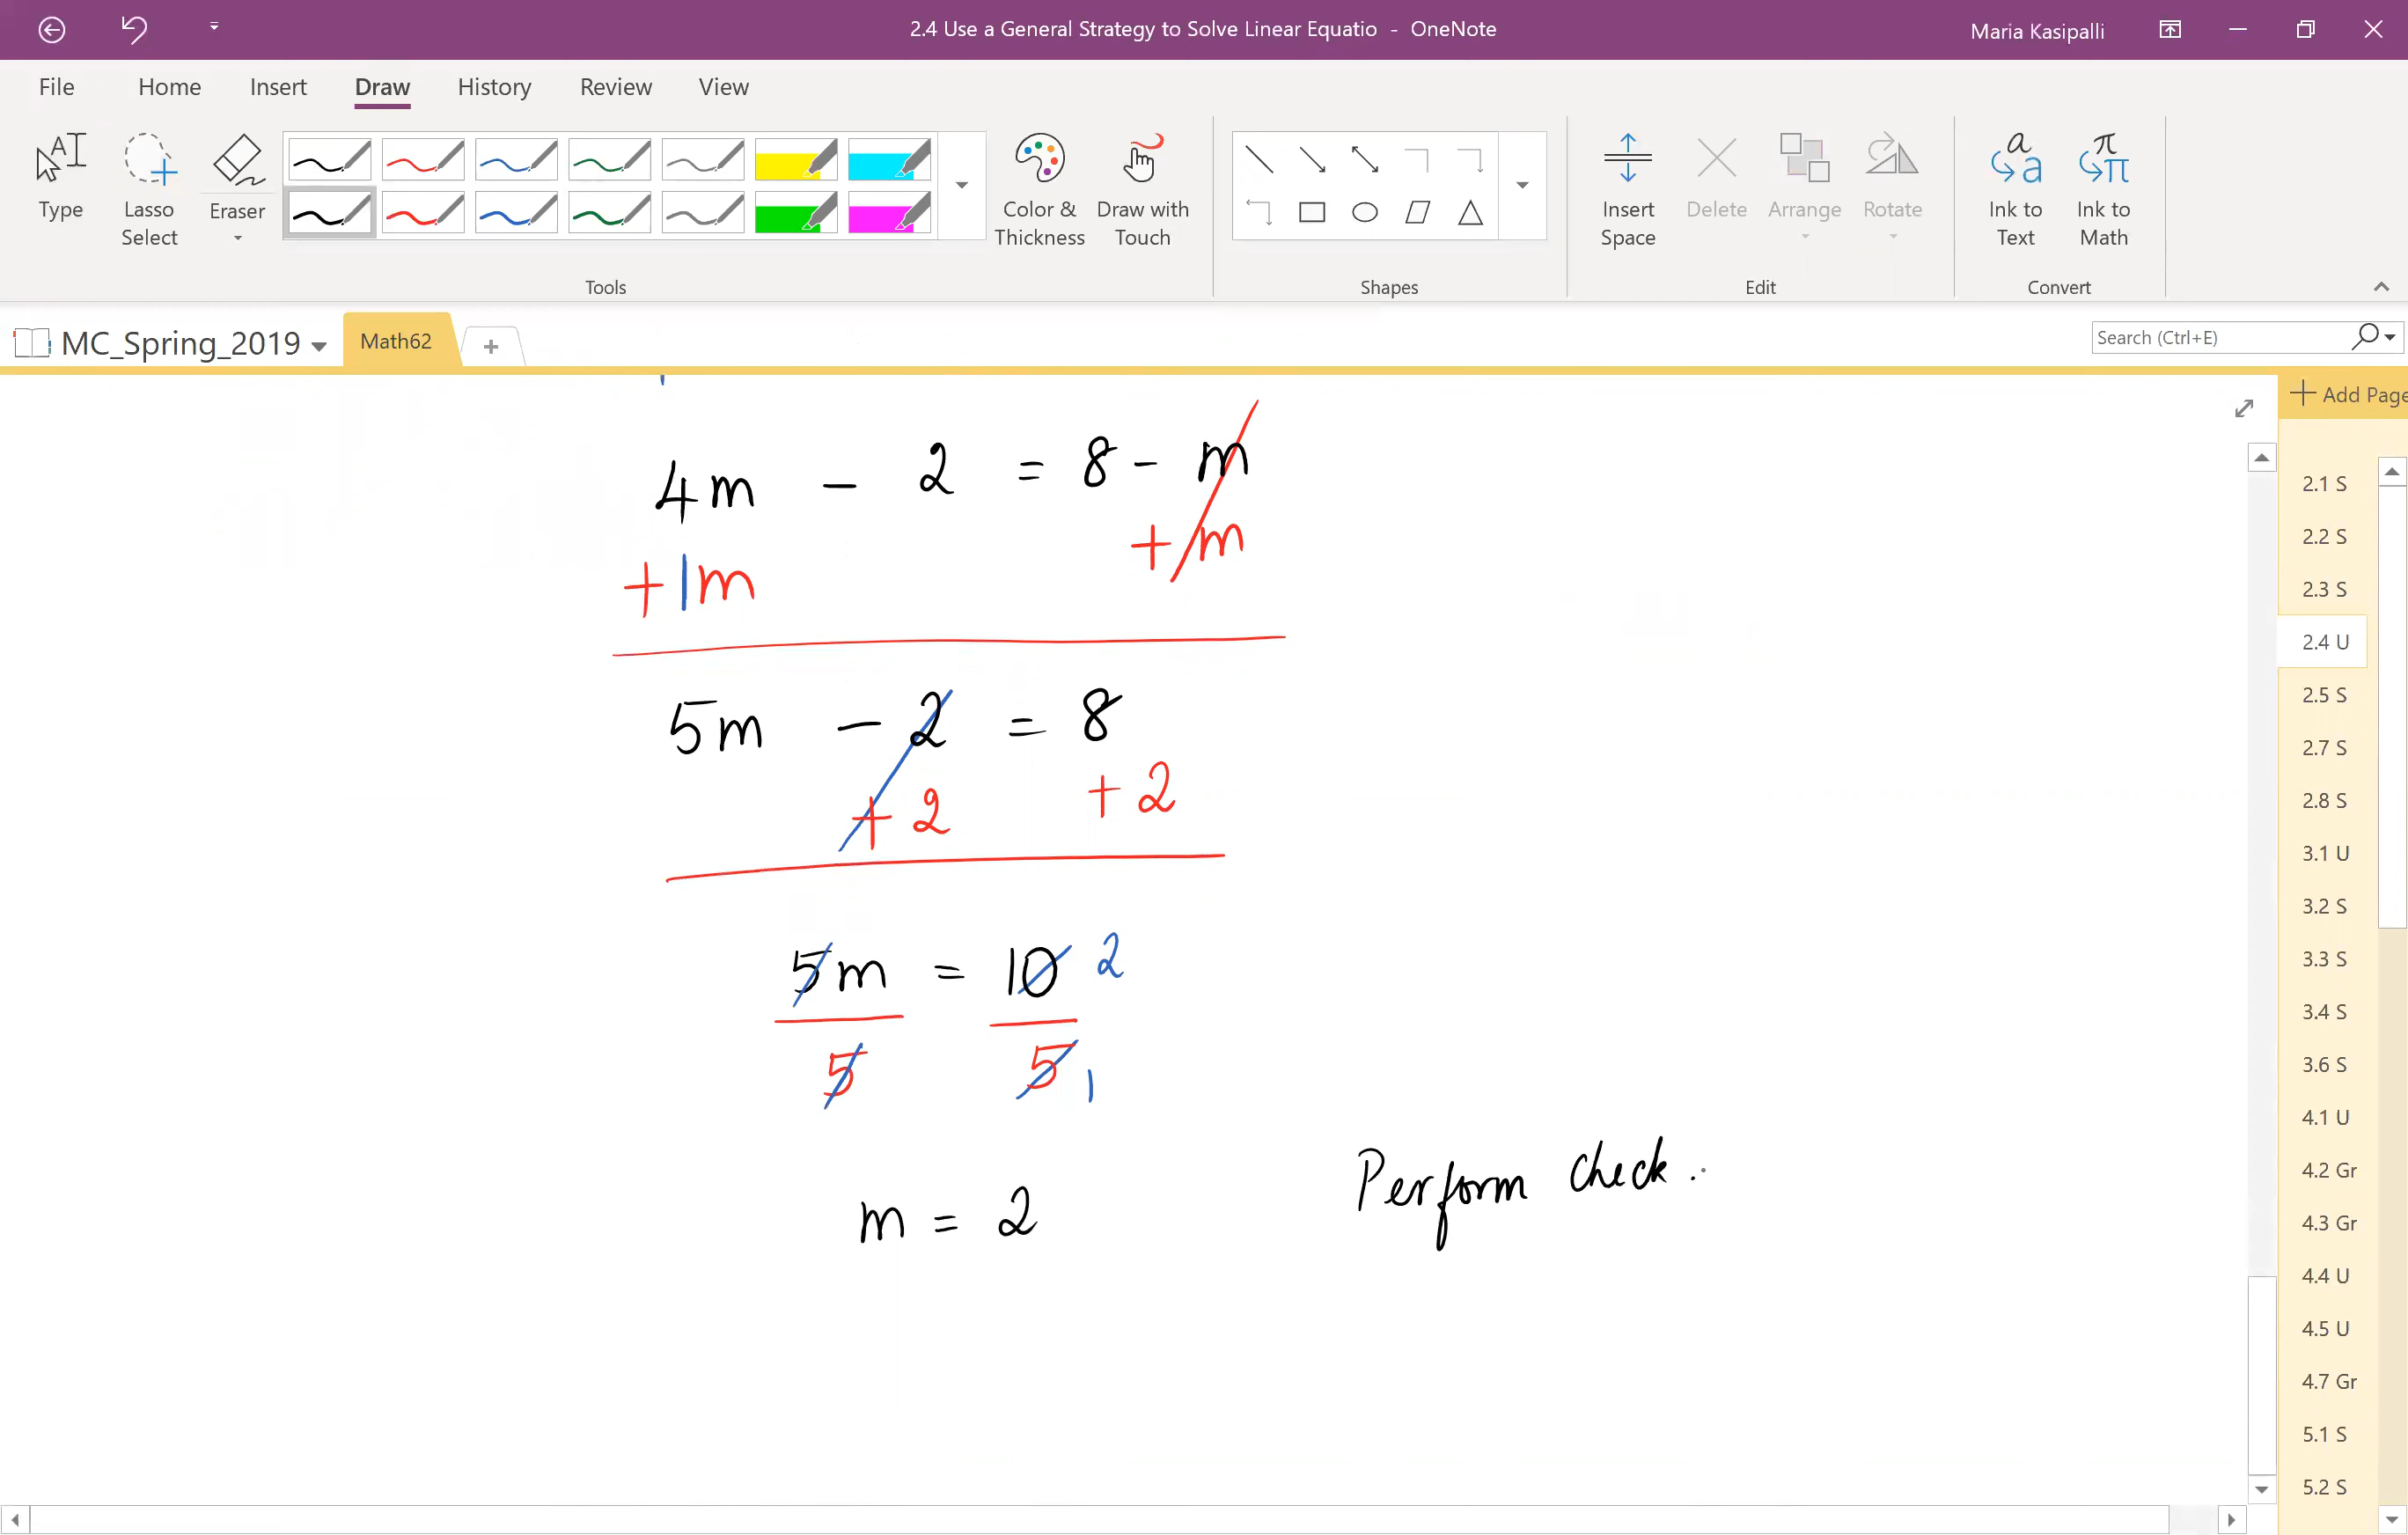 2.4 Use a General Strategy to Solve Linear Equatio - OneNote
Maria Kasipalli
File Home Insert Draw History Review View
Type
Lasso Select
Eraser
Color & Thickness
Draw with Touch
Insert Space
Delete
Arrange
Rotate
Ink to Text
Ink to Math
Tools
Shapes
Edit
Convert
MC_Spring_2019
Math62
Search (Ctrl+E)
Add Page
4m - 2 = 8 - m
+1m + m
5m - 2 = 8
+ 2 + 2
5m = 10 2
5 5 1
m = 2
Perform check :
2.1 S
2.2 S
2.3 S
2.4 U
2.5 S
2.7 S
2.8 S
3.1 U
3.2 S
3.3 S
3.4 S
3.6 S
4.1 U
4.2 Gr
4.3 Gr
4.4 U
4.5 U
4.7 Gr
5.1 S
5.2 S